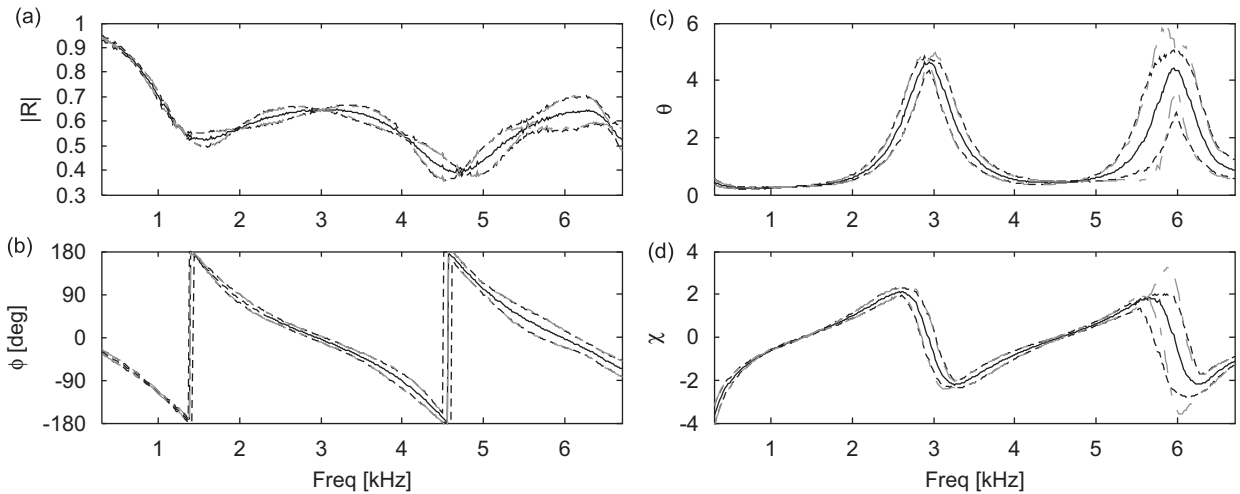 (a)
|R|
1
0.9
0.8
0.7
0.6
0.5
0.4
0.3
1 2 3 4 5 6
(b)
ϕ [deg]
180
90
0
-90
-180
1 2 3 4 5 6
Freq [kHz]
(c)
θ
6
4
2
0
1 2 3 4 5 6
(d)
χ
4
2
0
-2
-4
1 2 3 4 5 6
Freq [kHz]